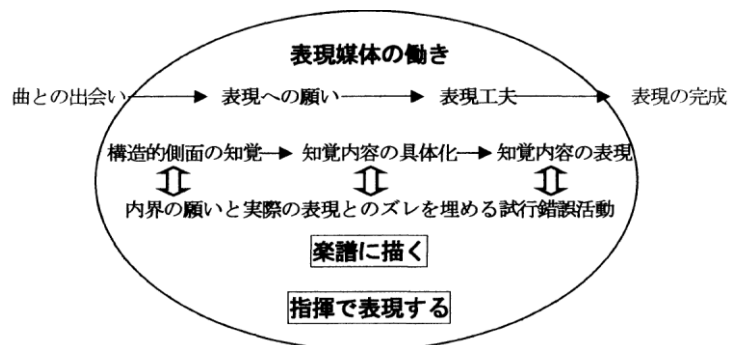 表現媒体の働き
曲との出会い 表現への願い 表現工夫 表現の完成
構造的側面の知覚 知覚内容の具体化 知覚内容の表現
内界の願いと実際の表現とのズレを埋める試行錯誤活動
楽譜に描く
指揮で表現する